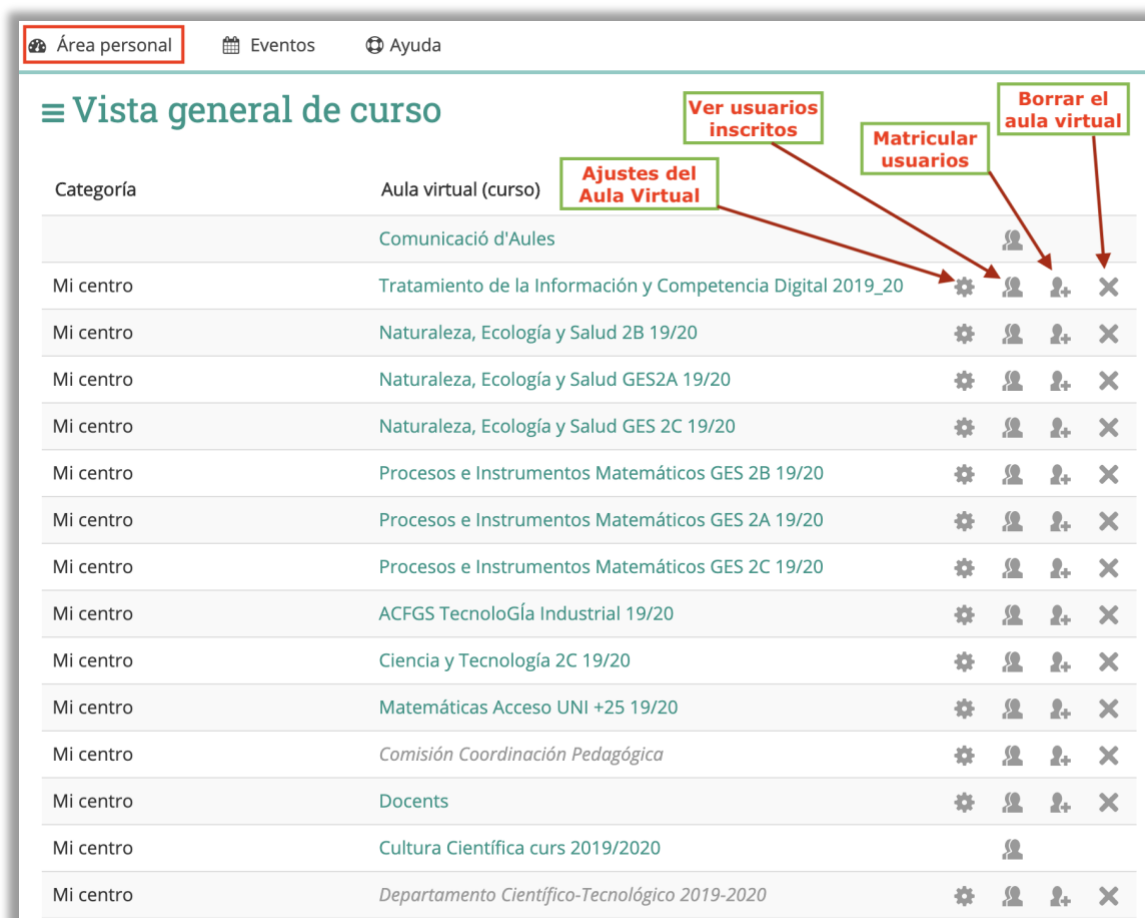 Área personal Eventos Ayuda
Vista general de curso
Ver usuarios
inscritos
Borrar el
aula virtual
Matricular
usuarios
Ajustes del
Aula Virtual
Categoría Aula virtual (curso)
Comunicació d'Aules
Mi centro Tratamiento de la Información y Competencia Digital 2019_20
Mi centro Naturaleza, Ecología y Salud 2B 19/20
Mi centro Naturaleza, Ecología y Salud GES2A 19/20
Mi centro Naturaleza, Ecología y Salud GES 2C 19/20
Mi centro Procesos e Instrumentos Matemáticos GES 2B 19/20
Mi centro Procesos e Instrumentos Matemáticos GES 2A 19/20
Mi centro Procesos e Instrumentos Matemáticos GES 2C 19/20
Mi centro ACFGS TecnoloGÍa Industrial 19/20
Mi centro Ciencia y Tecnología 2C 19/20
Mi centro Matemáticas Acceso UNI +25 19/20
Mi centro Comisión Coordinación Pedagógica
Mi centro Docents
Mi centro Cultura Científica curs 2019/2020
Mi centro Departamento Científico-Tecnológico 2019-2020